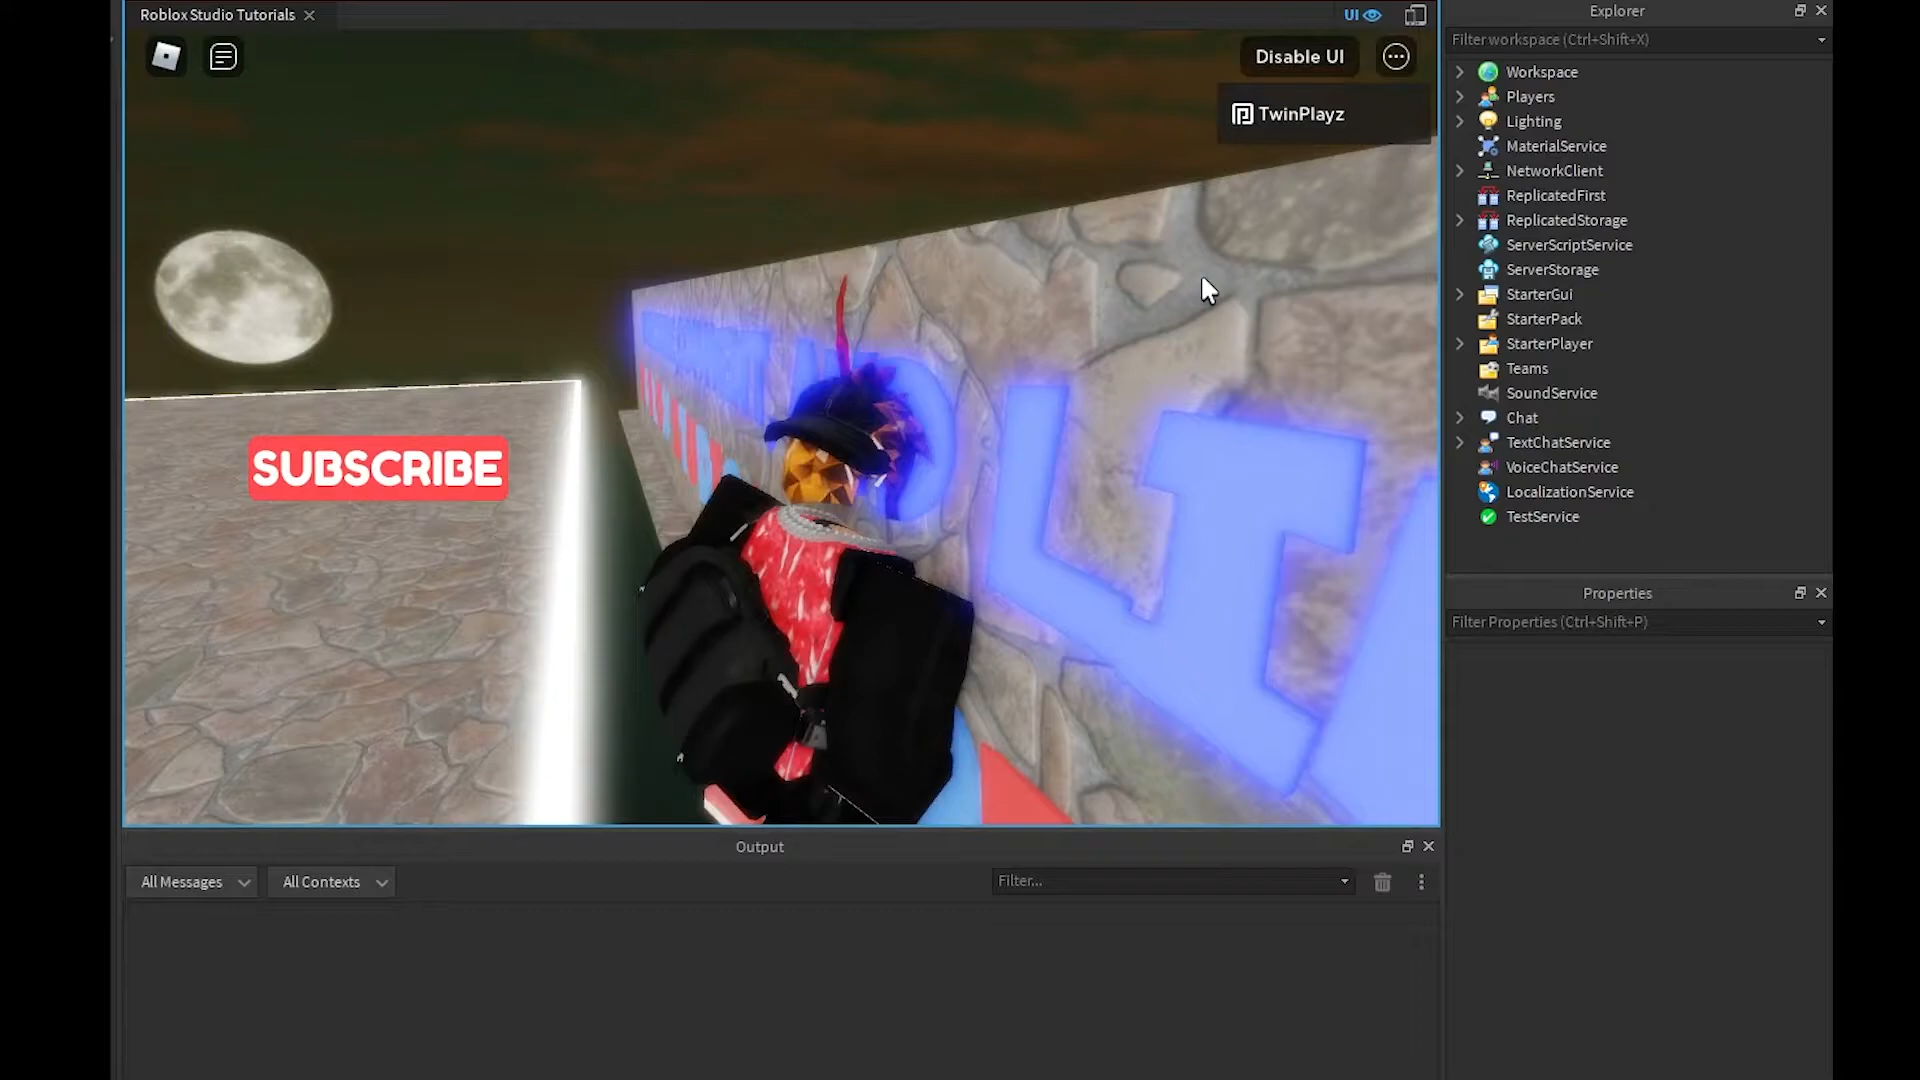 Roblox Studio Tutorials
UI
Disable UI
TwinPlayz
SUBSCRIBE
Explorer
Filter workspace (Ctrl+Shift+X)
Workspace
Players
Lighting
MaterialService
NetworkClient
ReplicatedFirst
ReplicatedStorage
ServerScriptService
ServerStorage
StarterGui
StarterPack
StarterPlayer
Teams
SoundService
Chat
TextChatService
VoiceChatService
LocalizationService
TestService
Properties
Filter Properties (Ctrl+Shift+P)
Output
All Messages
All Contexts
Filter...